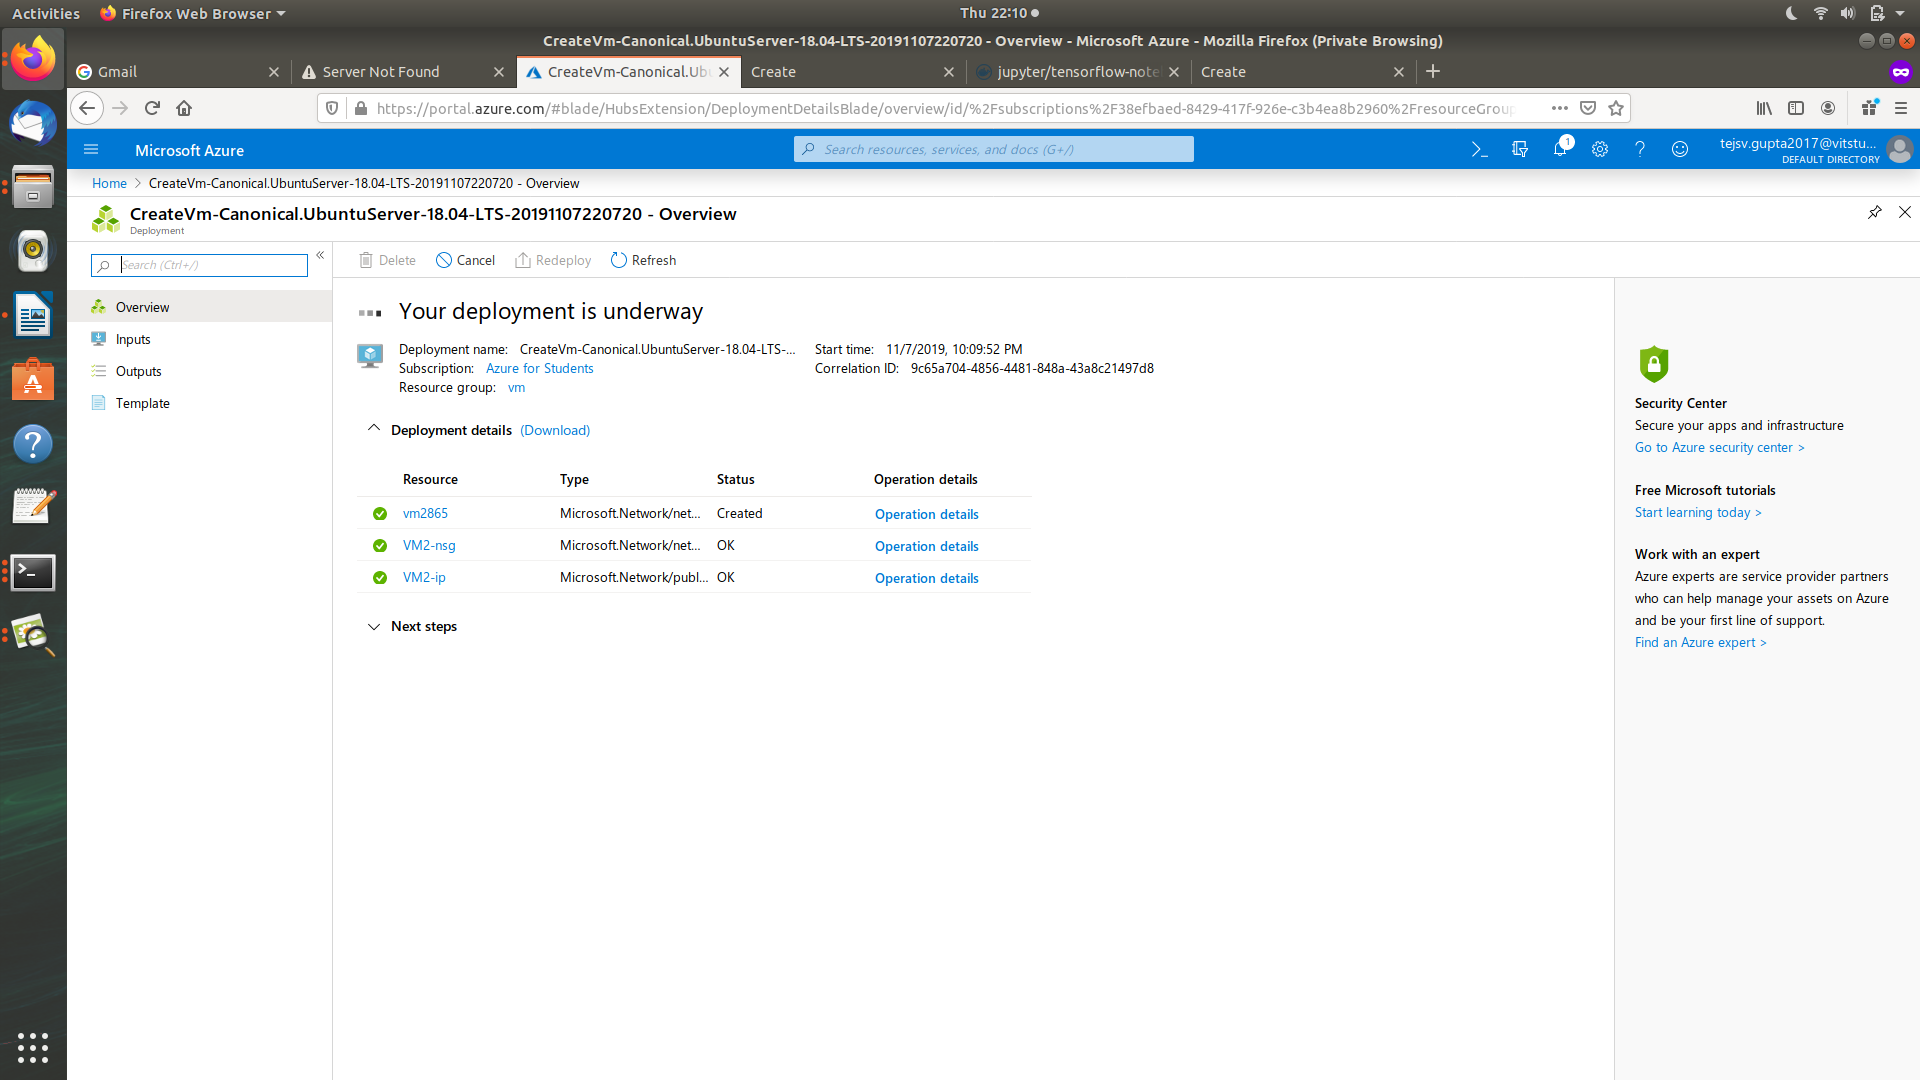 Activities
Firefox Web Browser
Thu 22:10
CreateVm-Canonical.UbuntuServer-18.04-LTS-20191107220720 - Overview - Microsoft Azure - Mozilla Firefox (Private Browsing)
Gmail
Server Not Found
CreateVm-Canonical.Ub
Create
jupyter/tensorflow-note
Create
https://portal.azure.com/#blade/HubsExtension/DeploymentDetailsBlade/overview/id/%2Fsubscriptions%2F38efbaed-8429-417f-926e-c3b4ea8b2960%2FresourceGroup
Microsoft Azure
Search resources, services, and docs (G+/)
1
tejsv.gupta2017@vitstu...
DEFAULT DIRECTORY
Home > CreateVm-Canonical.UbuntuServer-18.04-LTS-20191107220720 - Overview
CreateVm-Canonical.UbuntuServer-18.04-LTS-20191107220720 - Overview
Deployment
Search (Ctrl+/)
«
Overview
Inputs
Outputs
Template
Delete
Cancel
Redeploy
Refresh
Your deployment is underway
Deployment name: CreateVm-Canonical.UbuntuServer-18.04-LTS-...
Subscription: Azure for Students
Resource group: vm
Start time: 11/7/2019, 10:09:52 PM
Correlation ID: 9c65a704-4856-4481-848a-43a8c21497d8
Deployment details (Download)
Resource Type Status Operation details
vm2865 Microsoft.Network/net... Created Operation details
VM2-nsg Microsoft.Network/net... OK Operation details
VM2-ip Microsoft.Network/publ... OK Operation details
Next steps
Security Center
Secure your apps and infrastructure
Go to Azure security center >
Free Microsoft tutorials
Start learning today >
Work with an expert
Azure experts are service provider partners
who can help manage your assets on Azure
and be your first line of support.
Find an Azure expert >